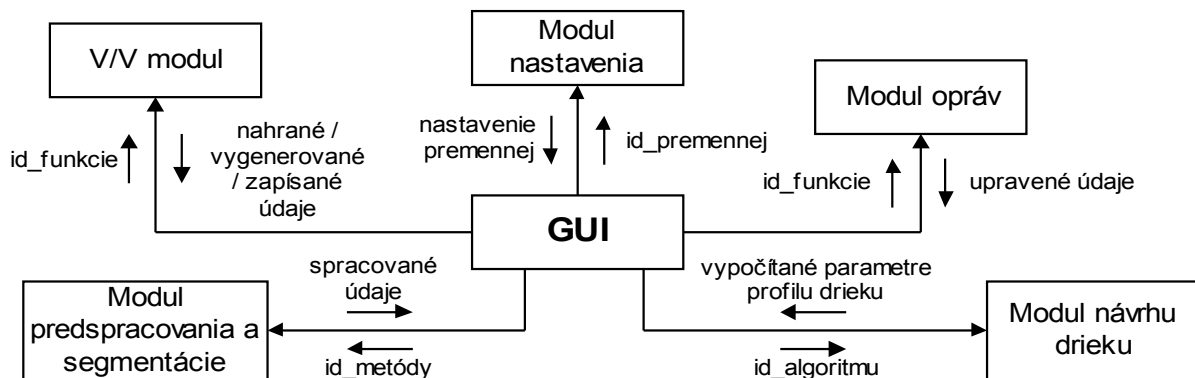 V/V modul
Modul
nastavenia
Modul opráv
id_funkcie
nahrané /
vygenerované
/ zapísané
údaje
nastavenie
premennej
id_premennej
id_funkcie
upravené údaje
GUI
spracované
údaje
vypočítané parametre
profilu drieku
Modul
predspracovania a
segmentácie
id_metódy
id_algoritmu
Modul návrhu
drieku